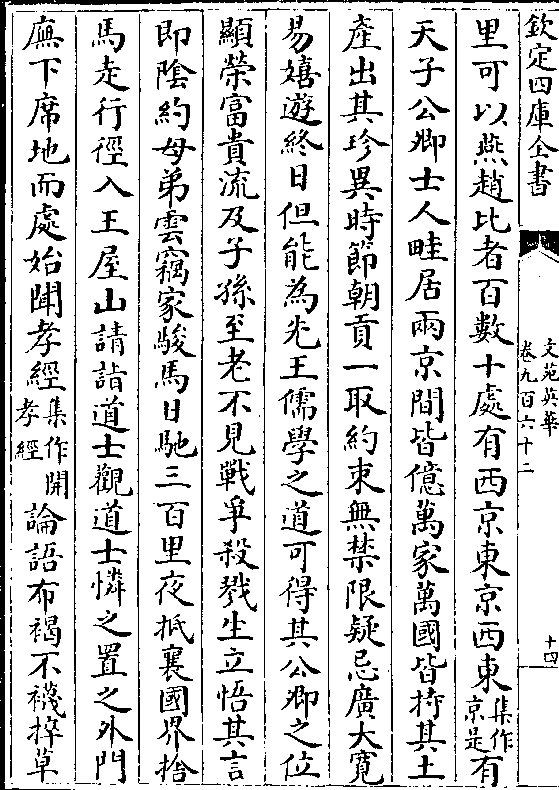 欽定四庫全書
文苑英華
卷九百六十二
十四
里可以燕趙比者百數十處有西京東京西東集作京是有
天子公卿士人畦居兩京間皆億萬家萬國皆持其土
產出其珍異時節朝貢一取約束無禁限疑忌廣大寛
易嬉遊終日但能為先王儒學之道可得其公卿之位
顯榮富貴流及子孫至老不見戰爭殺戮生立悟其言
即隂約母弟雲竊家駿馬日馳三百里夜抵襄國界捨
馬走行徑入王屋山請詣道士觀道士憐之置之外門
廡下席地而處始聞孝經集作開孝經論語布褐不襪捽草